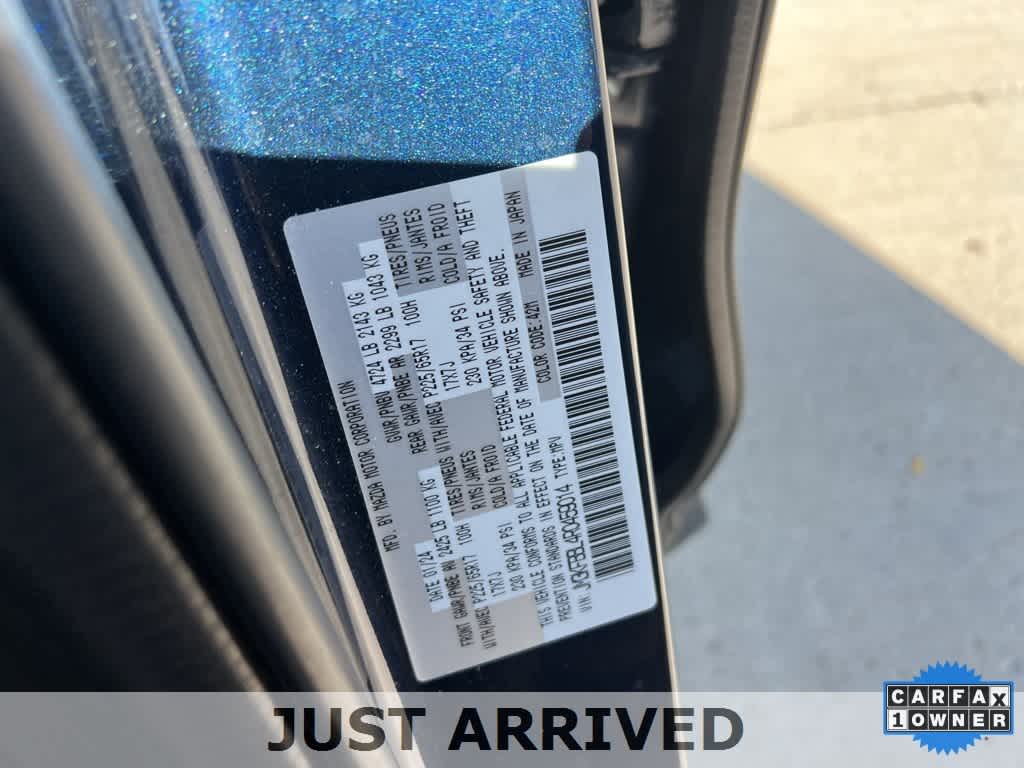 MFD. BY MAZDA MOTOR CORPORATION
DATE 01/24 GVWR/PNBV 4724 LB 2143 KG
FRONT GAWR/PNBE AV 2425 LB 1100 KG REAR GAWR/PNBE AR 2299 LB 1043 KG
WITH/AVEC P225/65R17 100H TIRES/PNEUS WITH/AVEC P225/65R17 100H TIRES/PNEUS
17X7J RIMS/JANTES 17X7J RIMS/JANTES
230 KPA/34 PSI COLD/A FROID 230 KPA/34 PSI COLD/A FROID
THIS VEHICLE CONFORMS TO ALL APPLICABLE FEDERAL MOTOR VEHICLE SAFETY AND THEFT
PREVENTION STANDARDS IN EFFECT ON THE DATE OF MANUFACTURE SHOWN ABOVE.
VIN: TYPE:MPV COLOR CODE:42M MADE IN JAPAN
JUST ARRIVED
CARFAX
1 OWNER